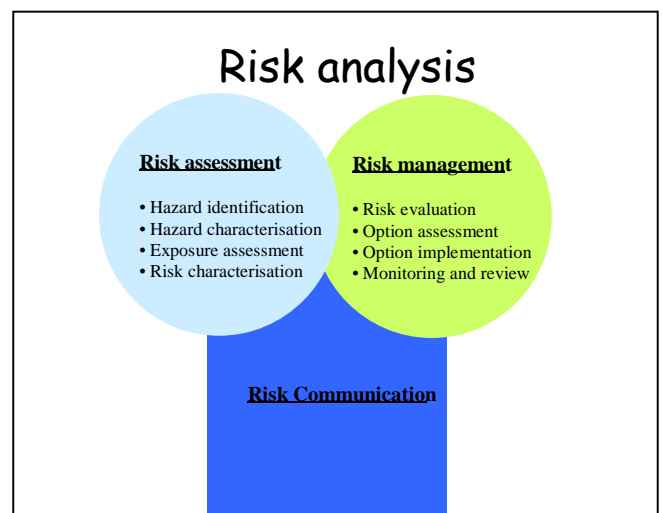 Risk analysis
Risk assessment
• Hazard identification
• Hazard characterisation
• Exposure assessment
• Risk characterisation
Risk management
• Risk evaluation
• Option assessment
• Option implementation
• Monitoring and review
Risk Communication